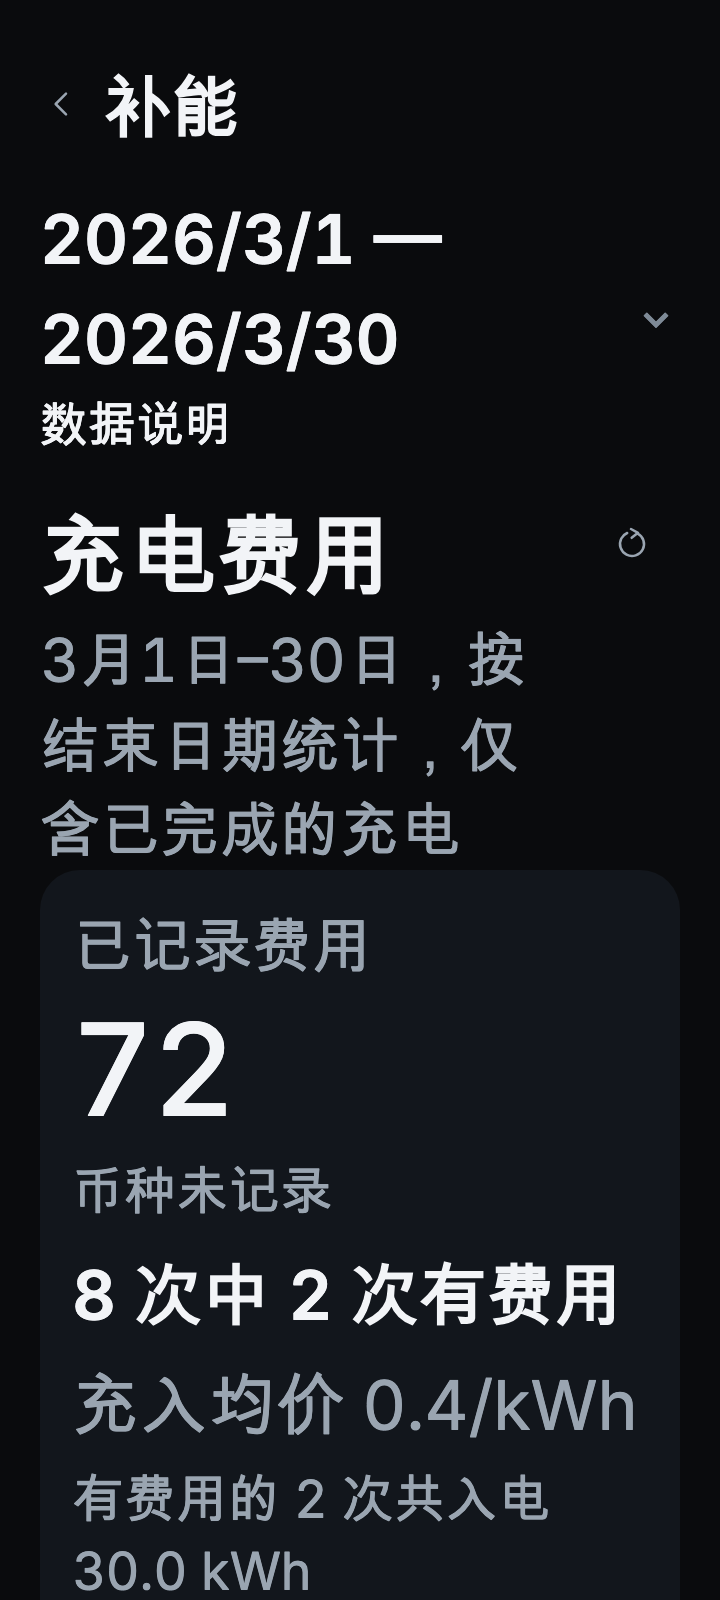 补能
2026/3/1 —
2026/3/30
数据说明
充电费用
3月1日–30日，按
结束日期统计，仅
含已完成的充电
已记录费用
72
币种未记录
8 次中 2 次有费用
充入均价 0.4/kWh
有费用的 2 次共入电
30.0 kWh